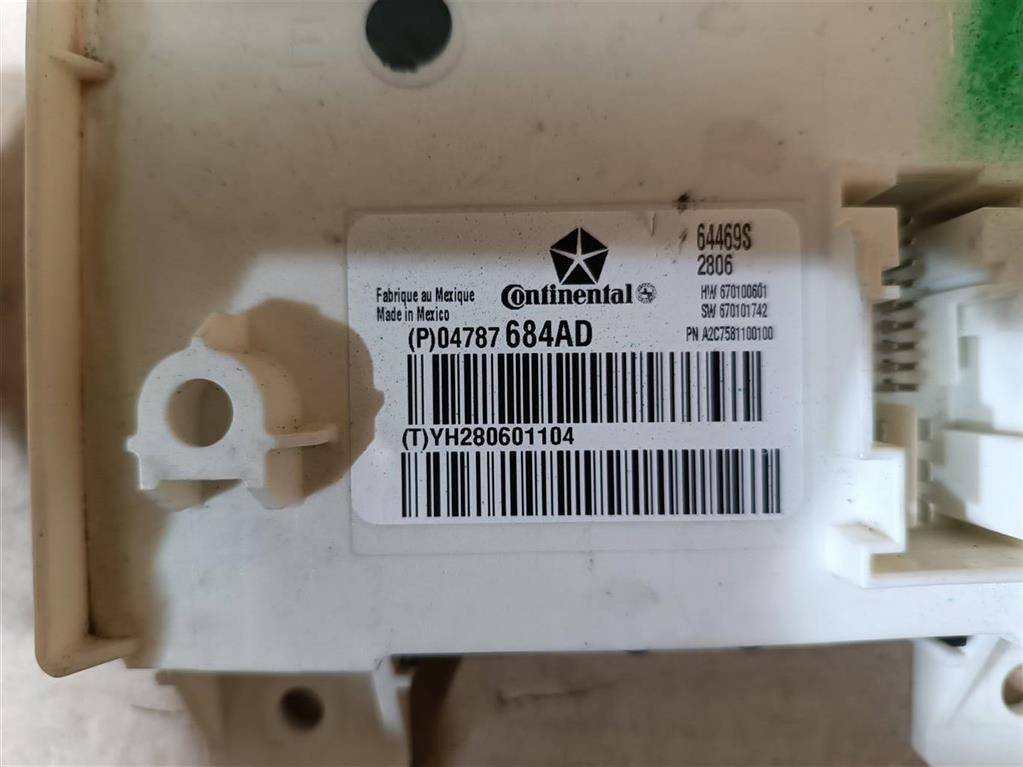 64469S
2806
Continental
HW 670100601
SW 670101742
Fabrique au Mexique
Made in Mexico
(P)04787 684AD
PN A2C7581100100
(T)YH280601104